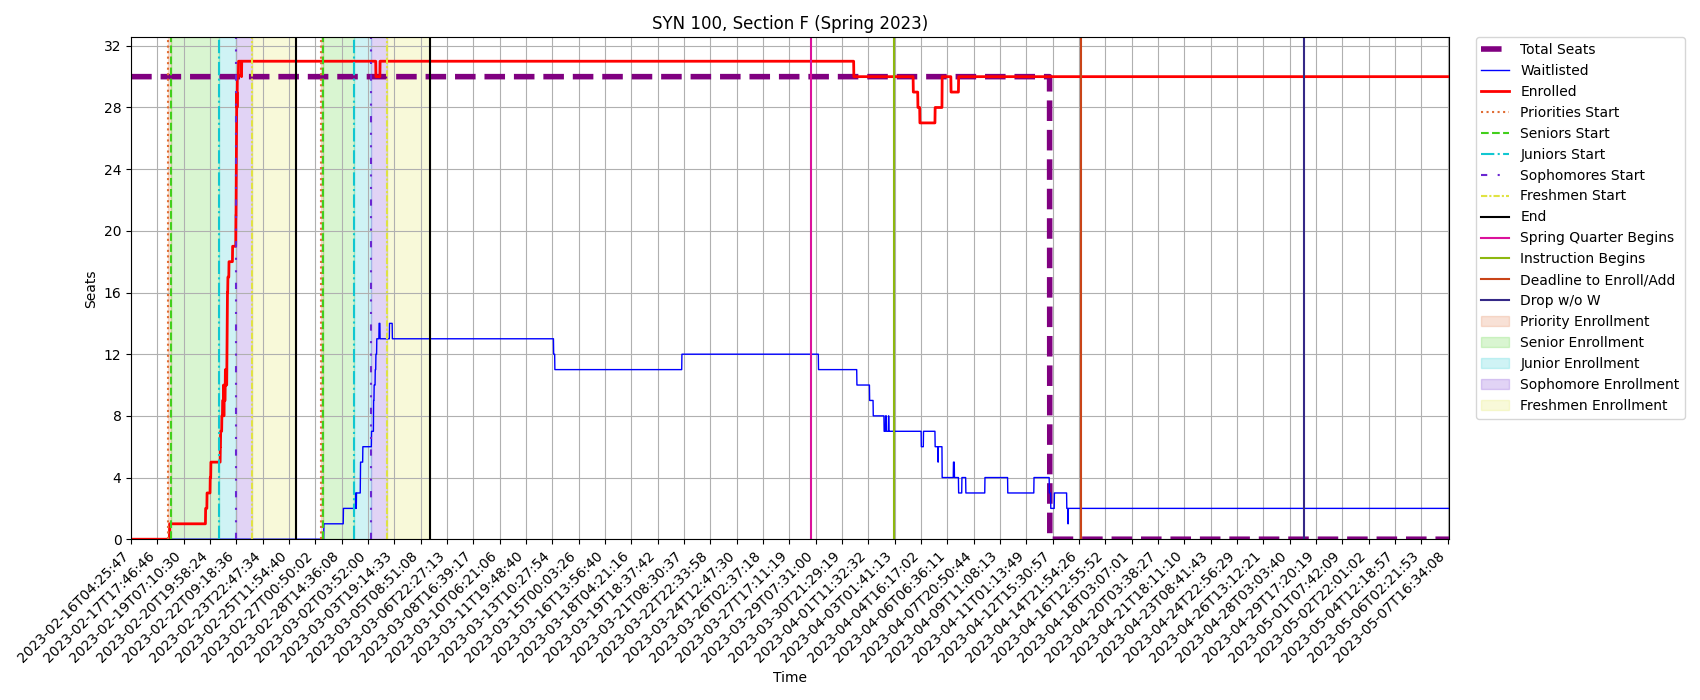 SYN 100, Section F (Spring 2023)
Seats
32
28
24
20
16
12
8
4
0
2023-02-16T04:25:47
2023-02-17T17:46:46
2023-02-19T07:10:30
2023-02-20T19:58:24
2023-02-22T09:18:36
2023-02-23T22:47:34
2023-02-25T11:54:40
2023-02-27T00:50:02
2023-02-28T14:36:08
2023-03-02T03:52:00
2023-03-03T19:14:33
2023-03-05T08:51:08
2023-03-06T22:27:13
2023-03-08T16:39:17
2023-03-10T06:21:06
2023-03-11T19:48:40
2023-03-13T10:27:54
2023-03-15T00:03:26
2023-03-16T13:56:40
2023-03-18T04:21:16
2023-03-19T18:37:42
2023-03-21T08:30:37
2023-03-22T22:33:58
2023-03-24T12:47:30
2023-03-26T02:37:18
2023-03-27T17:11:19
2023-03-29T07:31:00
2023-03-30T21:29:19
2023-04-01T11:32:32
2023-04-03T01:41:13
2023-04-04T16:17:02
2023-04-06T06:36:11
2023-04-07T20:50:44
2023-04-09T11:08:13
2023-04-11T01:13:49
2023-04-12T15:30:57
2023-04-14T21:54:26
2023-04-16T12:55:52
2023-04-18T03:07:01
2023-04-20T03:38:27
2023-04-21T18:11:10
2023-04-23T08:41:43
2023-04-24T22:56:29
2023-04-26T13:12:21
2023-04-28T03:03:40
2023-04-29T17:20:19
2023-05-01T07:42:09
2023-05-02T22:01:02
2023-05-04T12:18:57
2023-05-06T02:21:53
2023-05-07T16:34:08
Time
Total Seats
Waitlisted
Enrolled
Priorities Start
Seniors Start
Juniors Start
Sophomores Start
Freshmen Start
End
Spring Quarter Begins
Instruction Begins
Deadline to Enroll/Add
Drop w/o W
Priority Enrollment
Senior Enrollment
Junior Enrollment
Sophomore Enrollment
Freshmen Enrollment